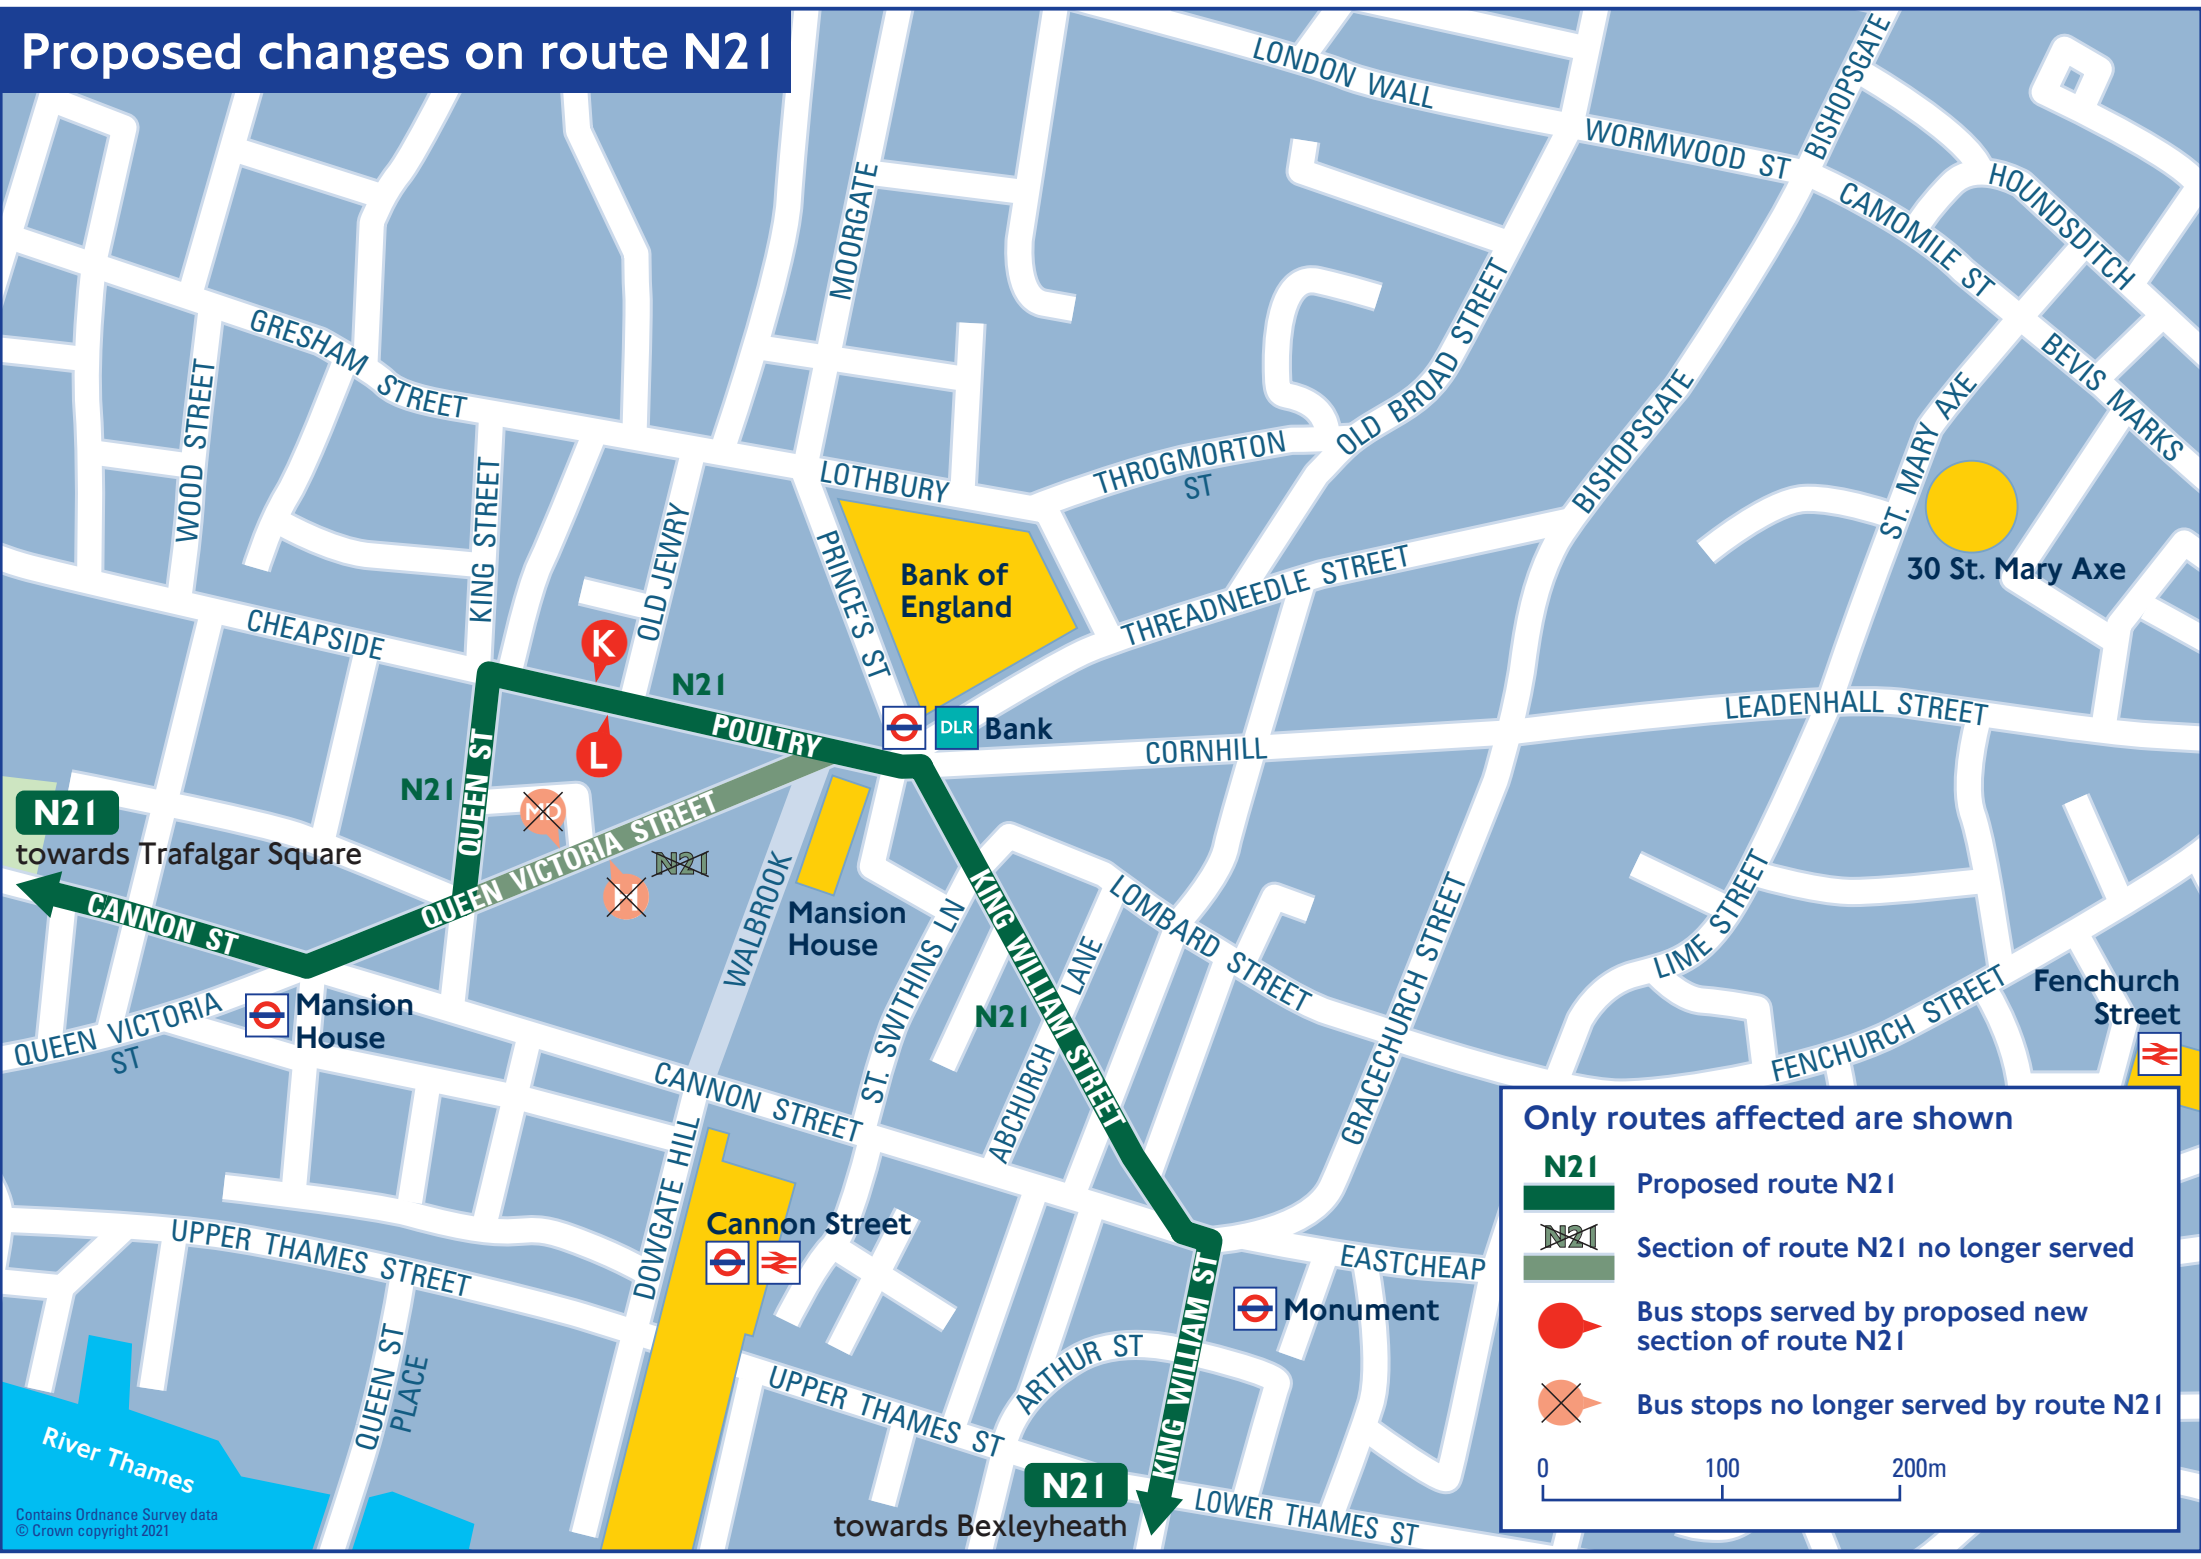 Proposed changes on route N21
LONDON WALL
WORMWOOD ST
BISHOPSGATE
CAMOMILE ST
HOUNDSDITCH
BEVIS MARKS
MOORGATE
GRESHAM STREET
WOOD STREET
KING STREET
OLD JEWRY
LOTHBURY
THROGMORTON
ST
OLD BROAD STREET
BISHOPSGATE
ST. MARY AXE
30 St. Mary Axe
PRINCE'S ST
Bank of
England
THREADNEEDLE STREET
CHEAPSIDE
K
N21
POULTRY
L
DLR
Bank
CORNHILL
LEADENHALL STREET
N21
QUEEN ST
MD
N21
towards Trafalgar Square
QUEEN VICTORIA STREET
N21
CANNON ST
WALBROOK
Mansion
House
KING WILLIAM STREET
LOMBARD STREET
LIME STREET
GRACECHURCH STREET
ST. SWITHINS LN
ABCHURCH LANE
N21
FENCHURCH STREET
Fenchurch
Street
QUEEN VICTORIA
ST
Mansion
House
CANNON STREET
DOWGATE HILL
Cannon Street
UPPER THAMES STREET
EASTCHEAP
Monument
KING WILLIAM ST
ARTHUR ST
QUEEN ST
PLACE
UPPER THAMES ST
River Thames
N21
towards Bexleyheath
LOWER THAMES ST
Contains Ordnance Survey data
© Crown copyright 2021
Only routes affected are shown
N21
Proposed route N21
N21
Section of route N21 no longer served
Bus stops served by proposed new
section of route N21
Bus stops no longer served by route N21
0 100 200m